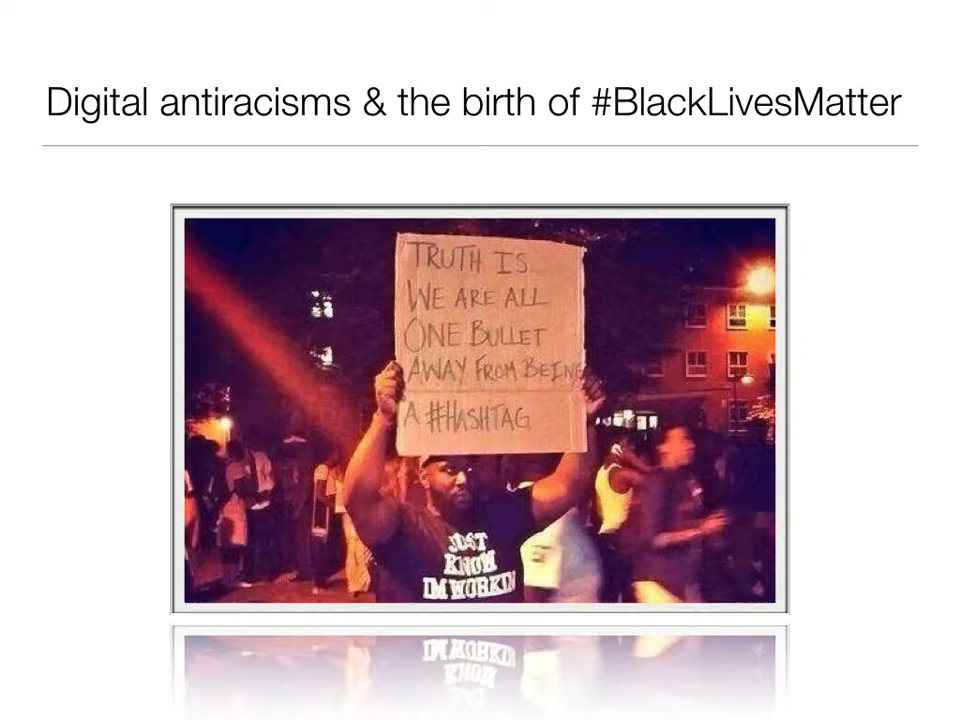 Digital antiracisms & the birth of #BlackLivesMatter
TRUTH IS
WE ARE ALL
ONE BULLET
AWAY FROM BEING
A #HASHTAG
JUST
KNOW
IM WORKIN